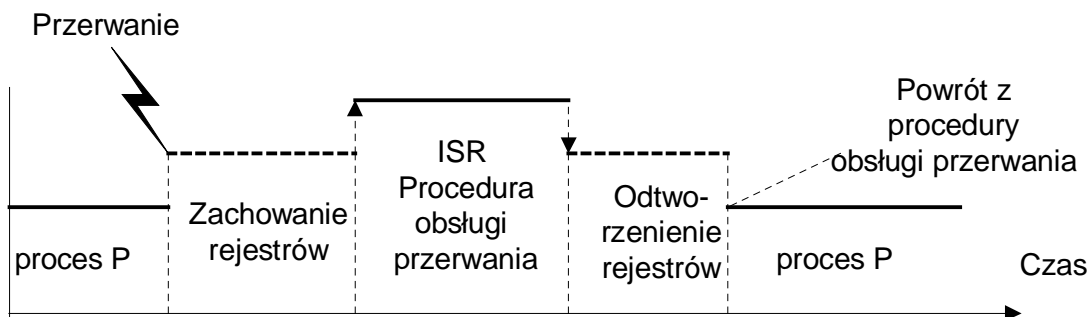 Przerwanie
Powrót z
procedury
obsługi przerwania
ISR
Procedura
obsługi
przerwania
Zachowanie
rejestrów
Odtwo-
rzenienie
rejestrów
proces P
proces P
Czas